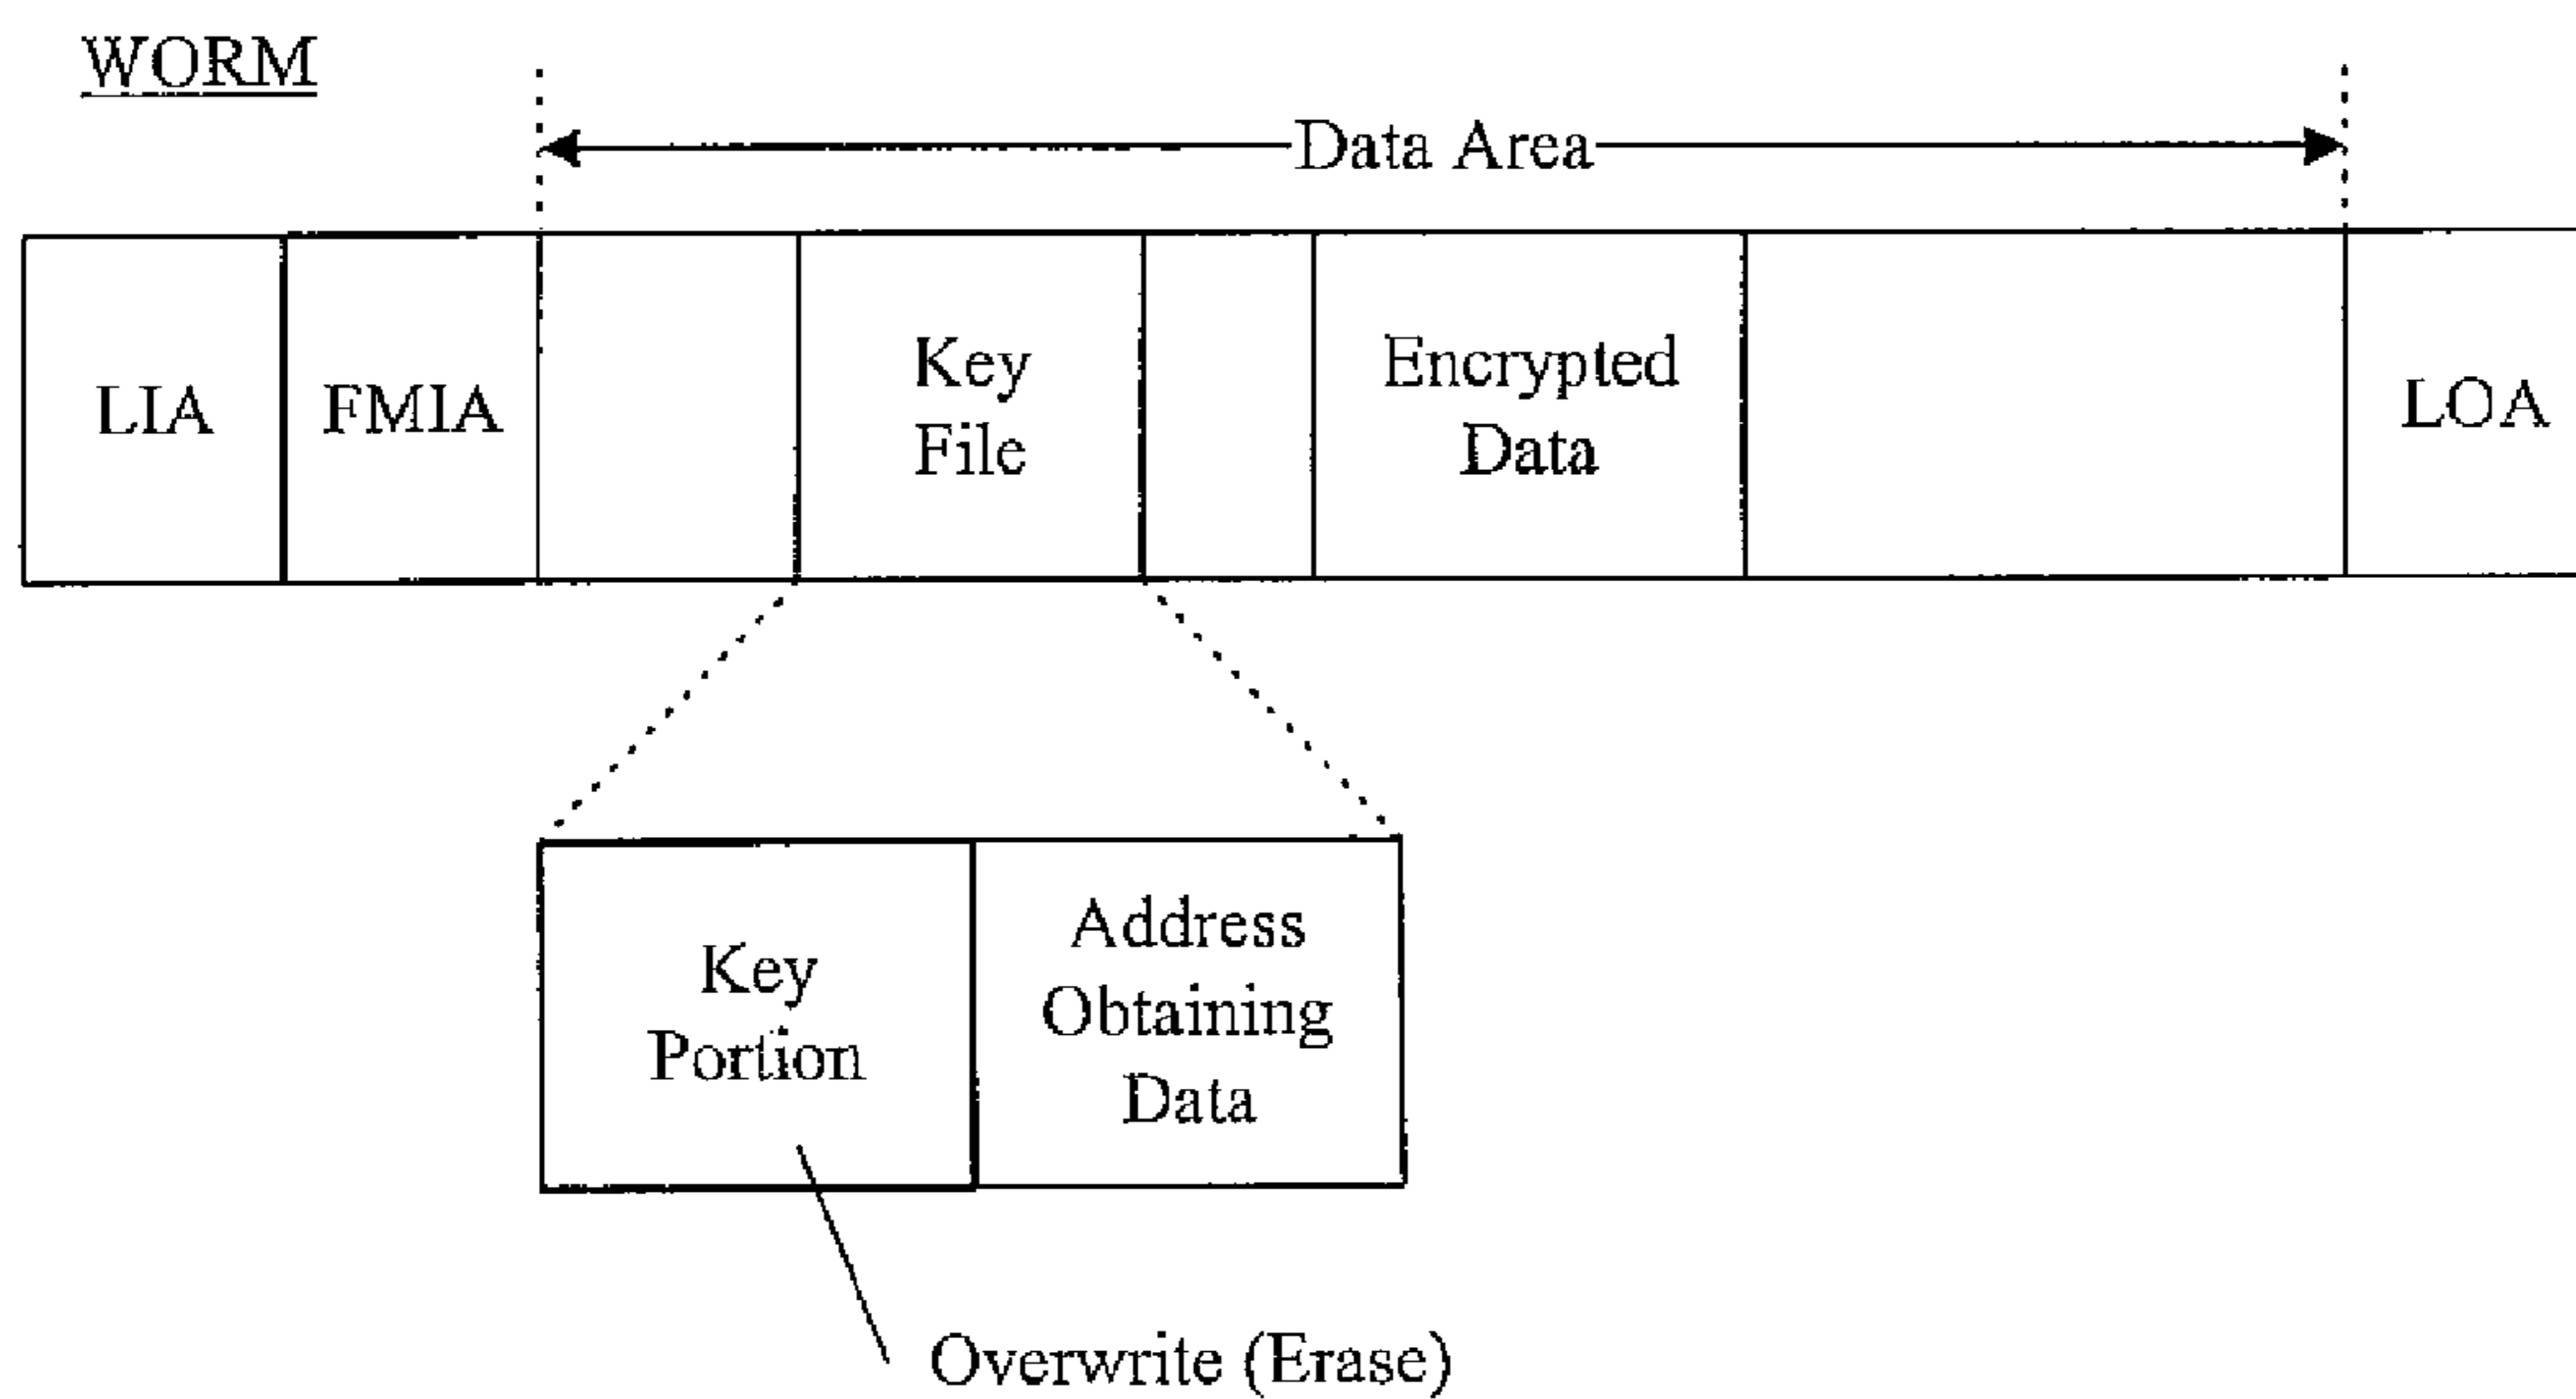 WORM
Data Area
LIA
FMIA
Key
File
Encrypted
Data
LOA
Key
Portion
Address
Obtaining
Data
Overwrite (Erase)